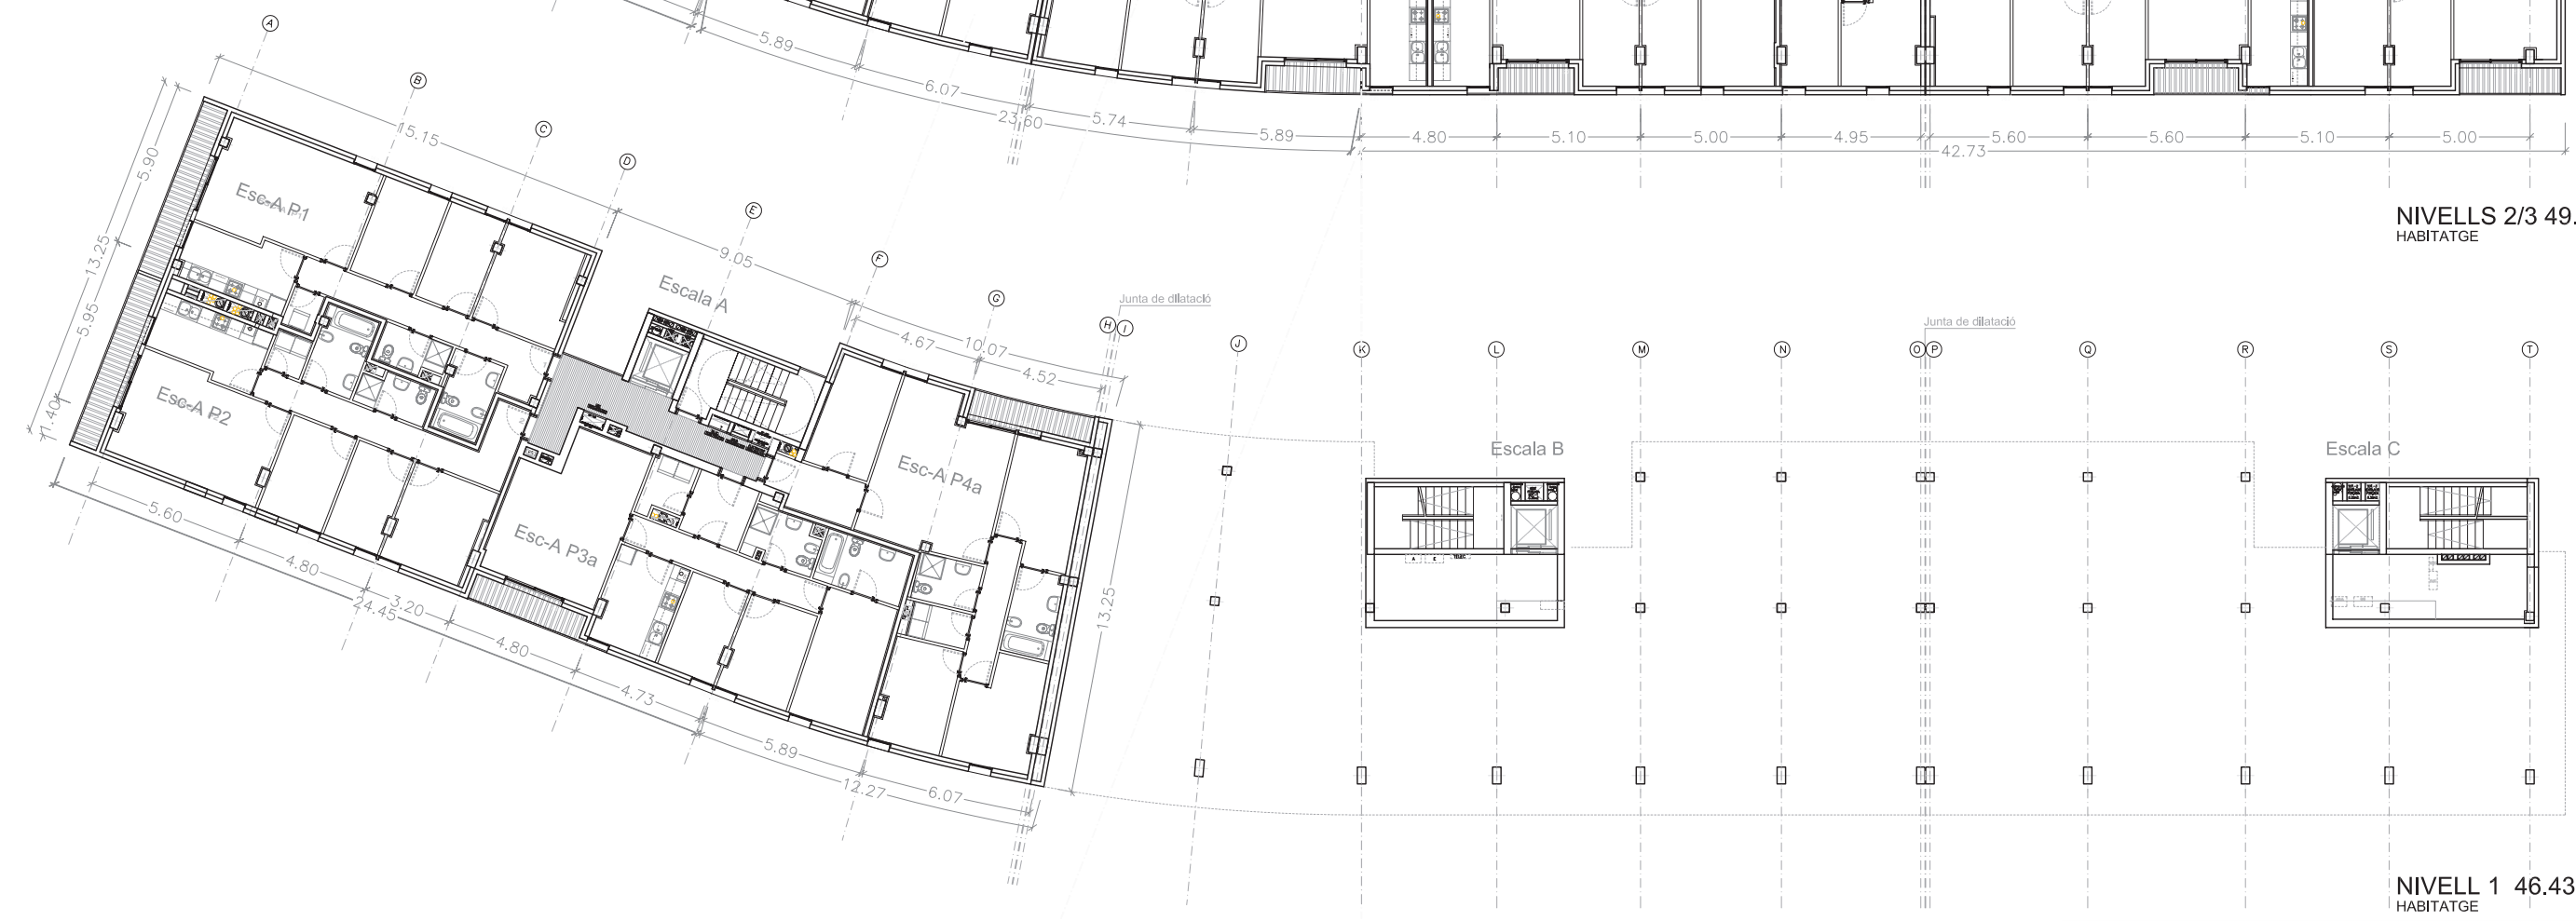 5.89
6.07
23.60
5.74
5.89
4.80
5.10
5.00
4.95
5.60
5.60
5.10
5.00
42.73
NIVELLS 2/3 49.
HABITATGE
A
B
C
D
E
F
G
H I
J
K
L
M
N
O P
Q
R
S
T
15.15
9.05
4.67
10.07
4.52
5.90
13.25
5.95
1.40
Esc-A P1
Esc-A P2
Esc-A P3a
Esc-A P4a
Escala A
Junta de dilatació
Junta de dilatació
Escala B
Escala C
TELEC
A
E
5.60
4.80
3.20
24.45
4.80
4.73
5.89
12.27
6.07
13.25
NIVELL 1 46.43
HABITATGE